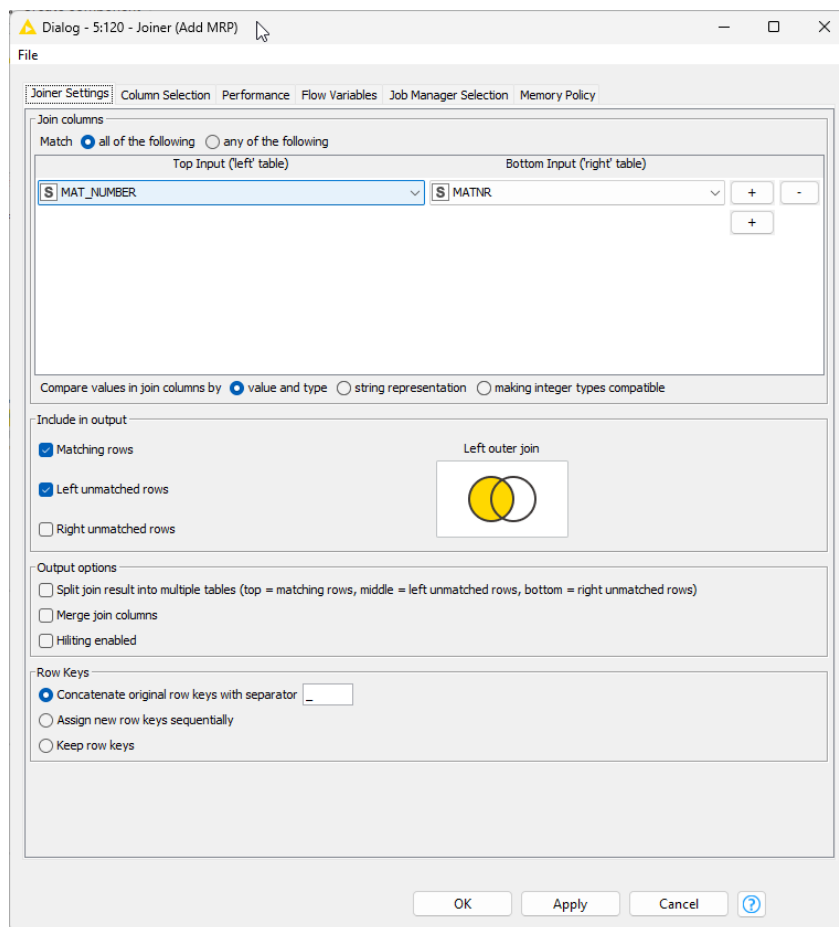 Dialog - 5:120 - Joiner (Add MRP)
File
Joiner Settings Column Selection Performance Flow Variables Job Manager Selection Memory Policy
Join columns
Match all of the following any of the following
Top Input ('left' table) Bottom Input ('right' table)
S MAT_NUMBER S MATNR + -
+
Compare values in join columns by value and type string representation making integer types compatible
Include in output
Matching rows
Left outer join
Left unmatched rows
Right unmatched rows
Output options
Split join result into multiple tables (top = matching rows, middle = left unmatched rows, bottom = right unmatched rows)
Merge join columns
Hiliting enabled
Row Keys
Concatenate original row keys with separator _
Assign new row keys sequentially
Keep row keys
OK Apply Cancel ?